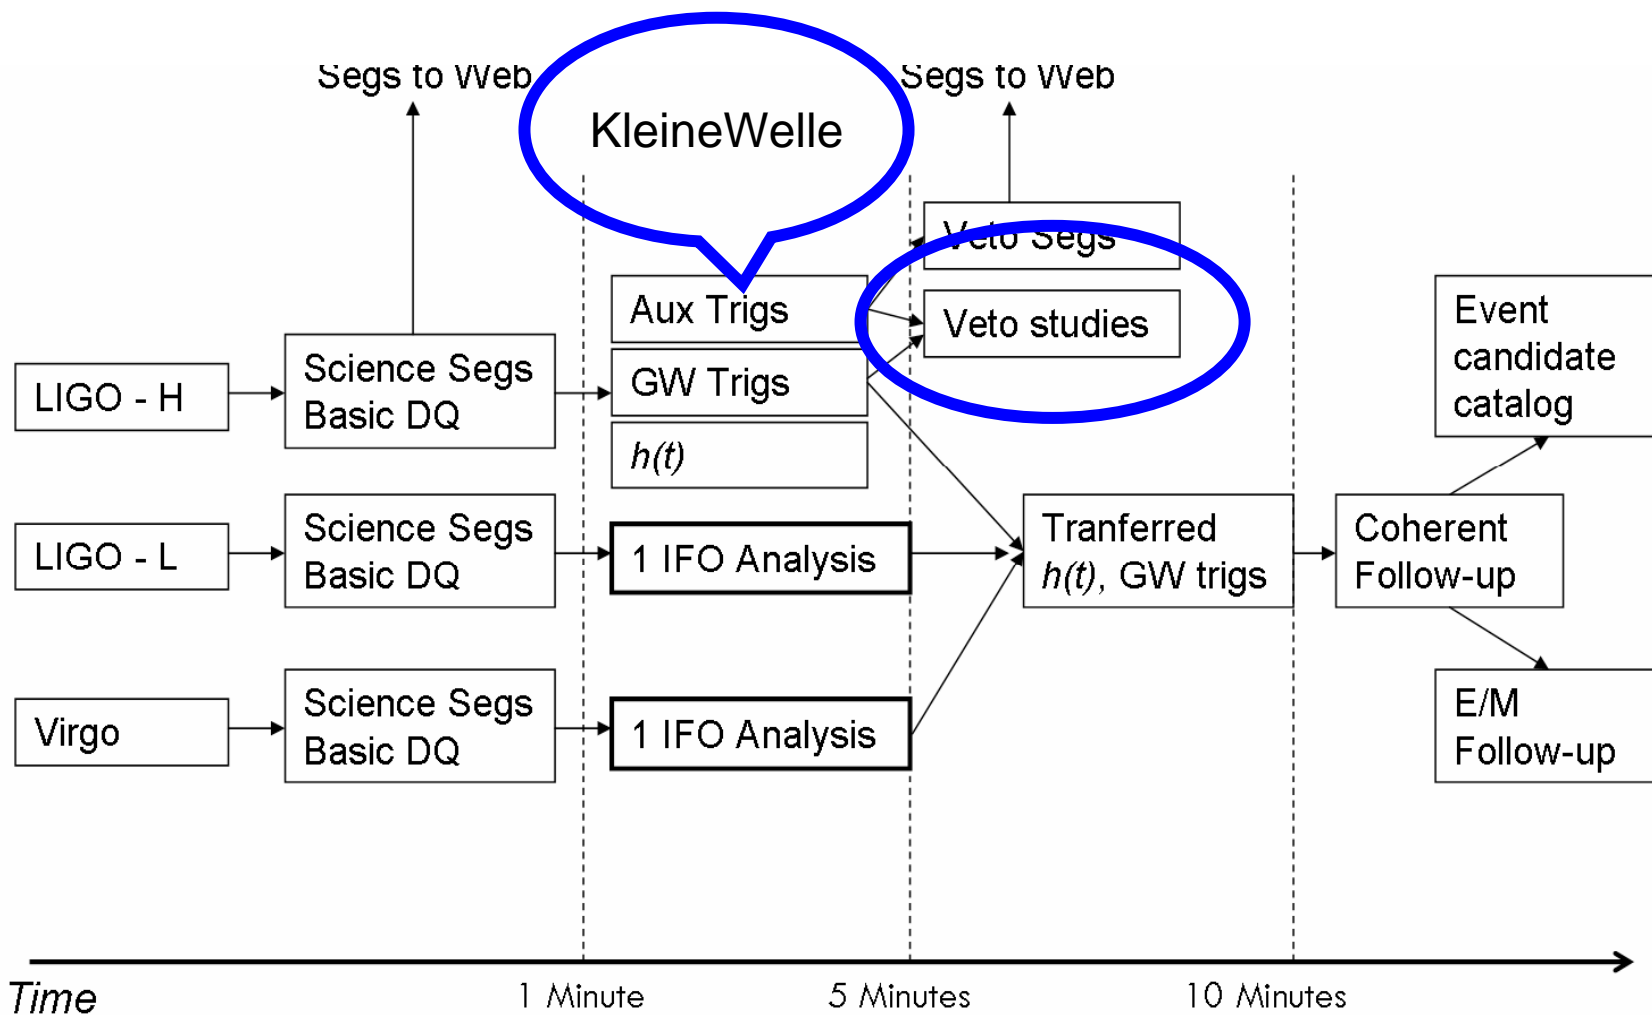 Segs to Web
KleineWelle
Segs to Web
Veto Segs
Veto studies
Aux Trigs
GW Trigs
h(t)
LIGO - H
Science Segs
Basic DQ
LIGO - L
Science Segs
Basic DQ
1 IFO Analysis
Virgo
Science Segs
Basic DQ
1 IFO Analysis
Tranferred
h(t), GW trigs
Coherent
Follow-up
Event
candidate
catalog
E/M
Follow-up
Time
1 Minute
5 Minutes
10 Minutes